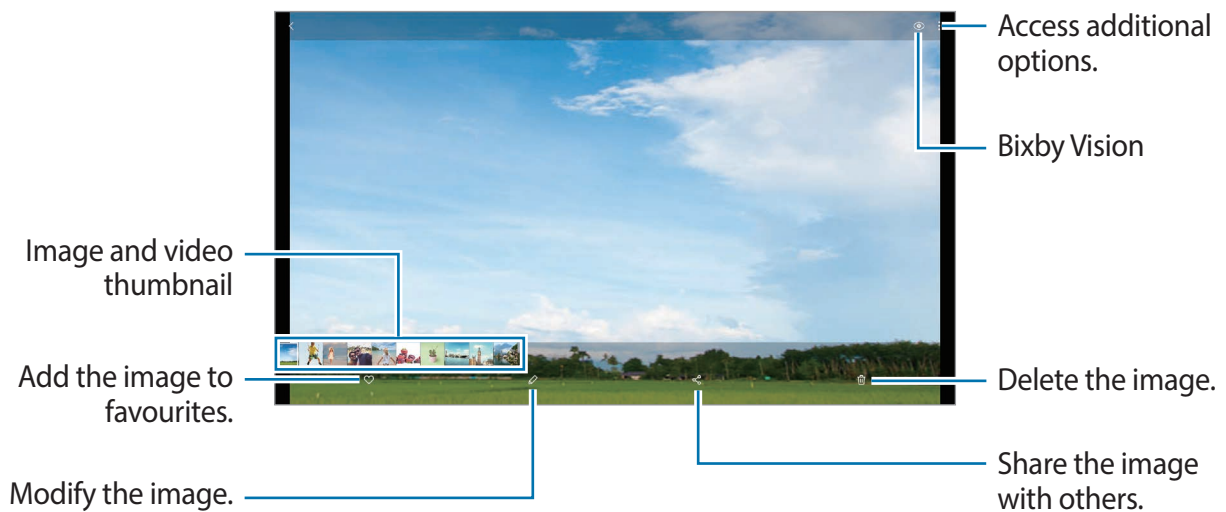 Access additional
options.
Bixby Vision
Image and video
thumbnail
Add the image to
favourites.
Delete the image.
Modify the image.
Share the image
with others.